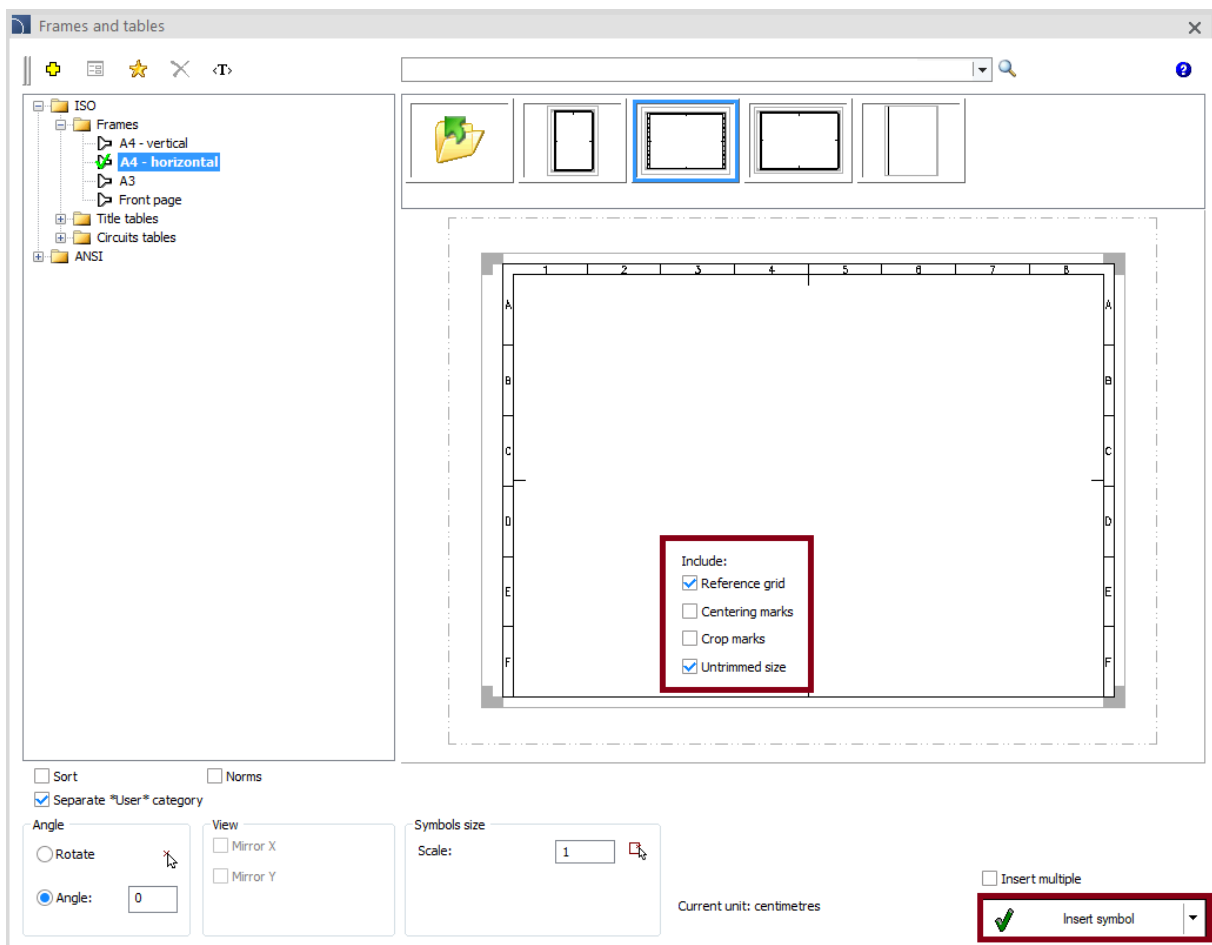 Frames and tables
<T>
ISO
Frames
A4 - vertical
A4 - horizontal
A3
Front page
Title tables
Circuits tables
ANSI
1 2 3 4 5 6 7 8
A A
B B
C C
D D
E E
F F
Include:
Reference grid
Centering marks
Crop marks
Untrimmed size
Sort Norms
Separate *User* category
Angle View Symbols size
Rotate Mirror X Scale: 1
Mirror Y
Angle: 0
Current unit: centimetres
Insert multiple
Insert symbol